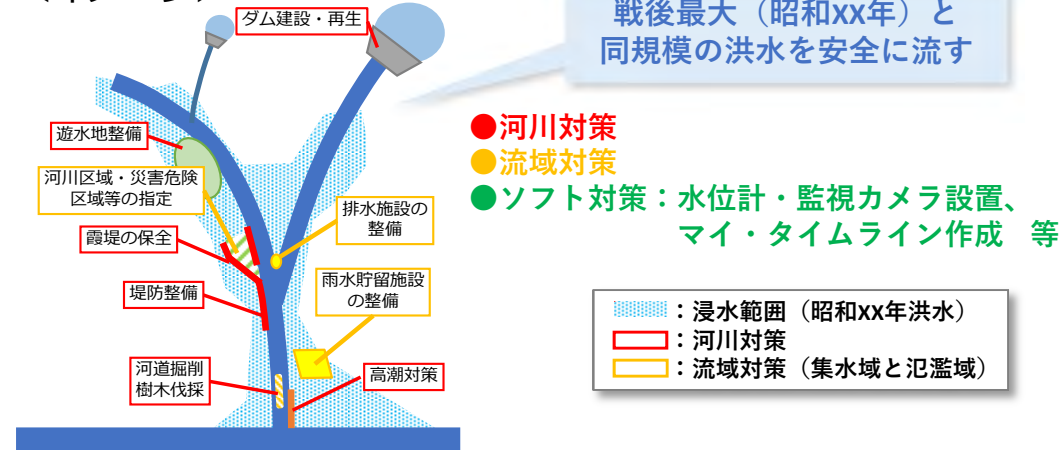 ダム建設・再生
戦後最大（昭和XX年）と
同規模の洪水を安全に流す
●河川対策
●流域対策
●ソフト対策：水位計・監視カメラ設置、
マイ・タイムライン作成　等
遊水地整備
河川区域・災害危険
区域等の指定
霞堤の保全
堤防整備
排水施設の
整備
雨水貯留施設
の整備
河道掘削
樹木伐採
高潮対策
：浸水範囲（昭和XX年洪水）
：河川対策
：流域対策（集水域と氾濫域）